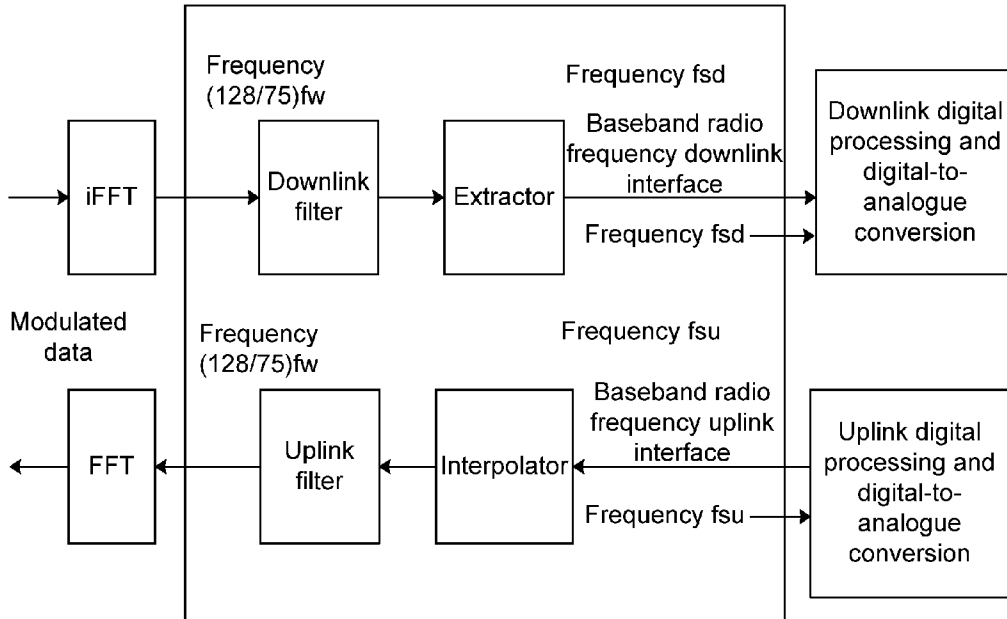 Frequency
(128/75)fw
Frequency fsd
Baseband radio
frequency downlink
interface
Downlink digital
processing and
digital-to-
analogue
conversion
iFFT
Downlink
filter
Extractor
Frequency fsd
Modulated
data
Frequency
(128/75)fw
Frequency fsu
Baseband radio
frequency uplink
interface
Uplink digital
processing and
digital-to-
analogue
conversion
FFT
Uplink
filter
Interpolator
Frequency fsu